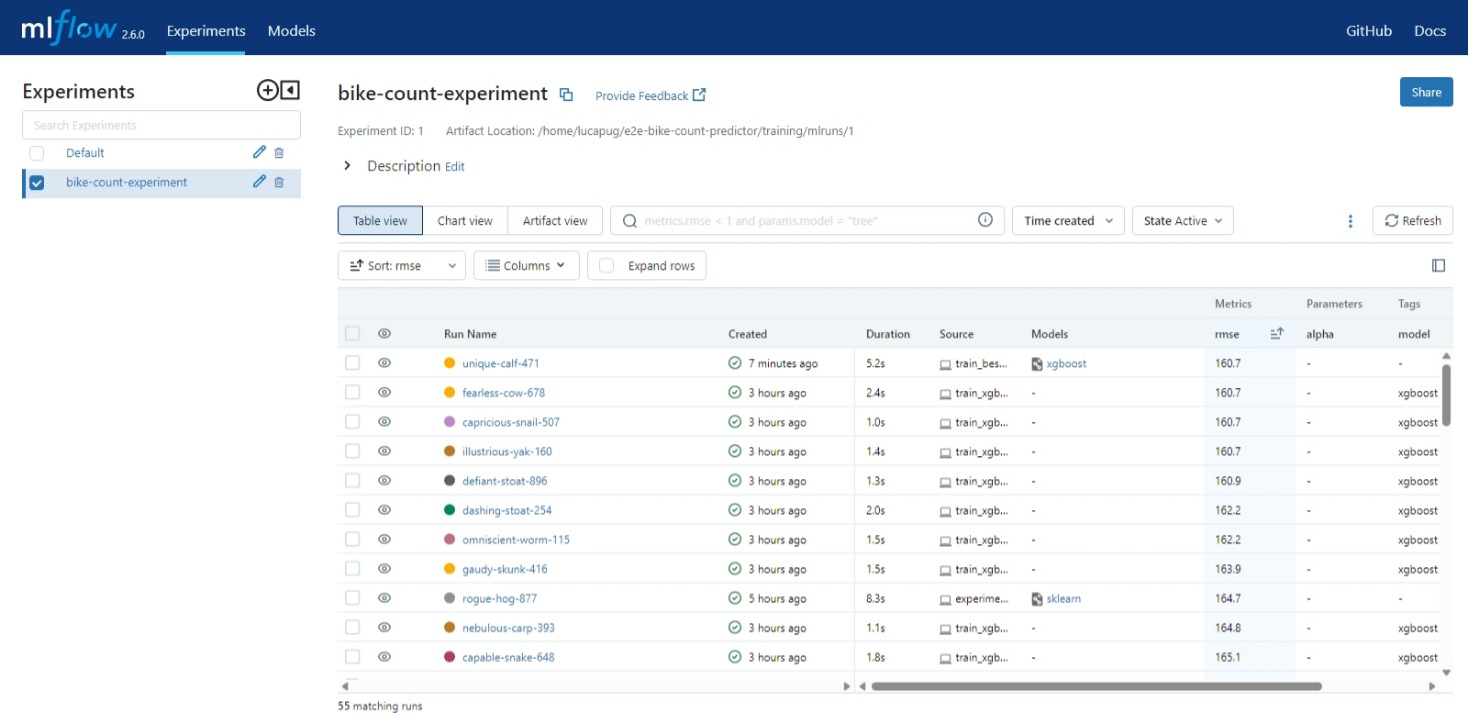 mlflow 2.6.0 Experiments Models GitHub Docs
Experiments
Search Experiments
Default
bike-count-experiment
bike-count-experiment Provide Feedback Share
Experiment ID: 1 Artifact Location: /home/lucapug/e2e-bike-count-predictor/training/mlruns/1
Description Edit
Table view Chart view Artifact view metrics.rmse < 1 and params.model = "tree" Time created State Active Refresh
Sort: rmse Columns Expand rows
Metrics Parameters Tags
Run Name Created Duration Source Models rmse alpha model
unique-calf-471 7 minutes ago 5.2s train_bes... xgboost 160.7 - -
fearless-cow-678 3 hours ago 2.4s train_xgb... - 160.7 - xgboost
capricious-snail-507 3 hours ago 1.0s train_xgb... - 160.7 - xgboost
illustrious-yak-160 3 hours ago 1.4s train_xgb... - 160.7 - xgboost
defiant-stoat-896 3 hours ago 1.3s train_xgb... - 160.9 - xgboost
dashing-stoat-254 3 hours ago 2.0s train_xgb... - 162.2 - xgboost
omniscient-worm-115 3 hours ago 1.5s train_xgb... - 162.2 - xgboost
gaudy-skunk-416 3 hours ago 1.5s train_xgb... - 163.9 - xgboost
rogue-hog-877 5 hours ago 8.3s experime... sklearn 164.7 - -
nebulous-carp-393 3 hours ago 1.1s train_xgb... - 164.8 - xgboost
capable-snake-648 3 hours ago 1.8s train_xgb... - 165.1 - xgboost
55 matching runs